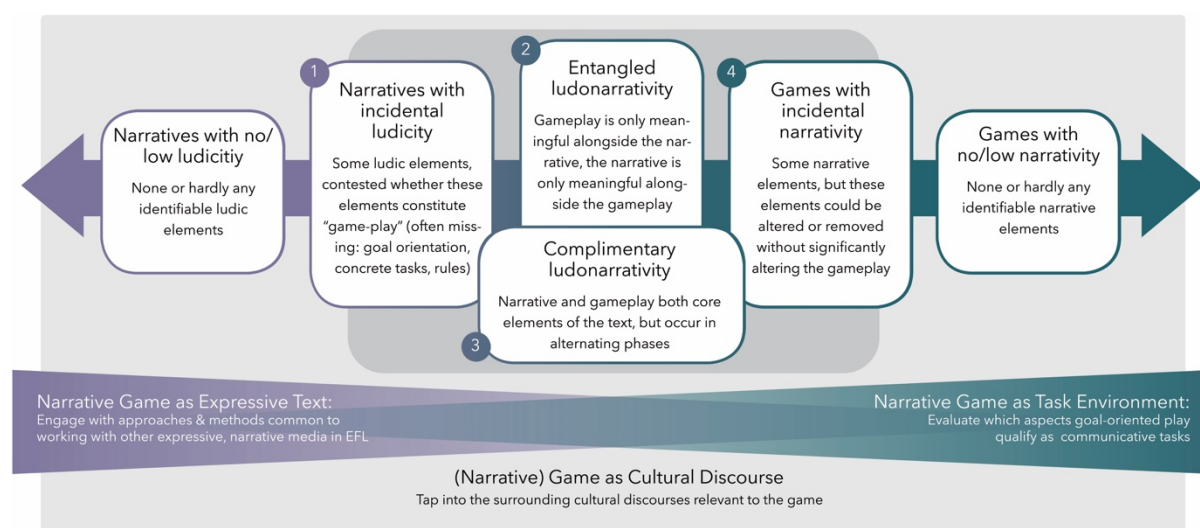 Narratives with no/
low ludicitiy
None or hardly any
identifiable ludic
elements
1
Narratives with
incidental
ludicity
Some ludic elements,
contested whether these
elements constitute
“game-play” (often miss-
ing: goal orientation,
concrete tasks, rules)
2
Entangled
ludonarrativity
Gameplay is only mean-
ingful alongside the nar-
rative, the narrative is
only meaningful along-
side the gameplay
3
Complimentary
ludonarrativity
Narrative and gameplay both core
elements of the text, but occur in
alternating phases
4
Games with
incidental
narrativity
Some narrative
elements, but these
elements could be
altered or removed
without significantly
altering the gameplay
Games with
no/low narrativity
None or hardly any
identifiable narrative
elements
Narrative Game as Expressive Text:
Engage with approaches & methods common to
working with other expressive, narrative media in EFL
Narrative Game as Task Environment:
Evaluate which aspects goal-oriented play
qualify as communicative tasks
(Narrative) Game as Cultural Discourse
Tap into the surrounding cultural discourses relevant to the game